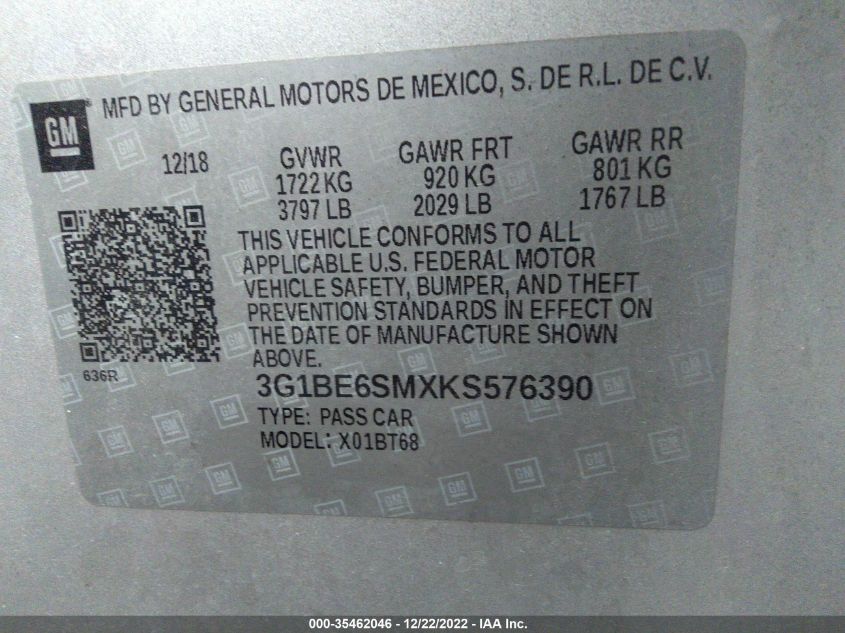 GM
MFD BY GENERAL MOTORS DE MEXICO, S. DE R.L. DE C.V.
12/18 GVWR GAWR FRT GAWR RR
1722 KG 920 KG 801 KG
3797 LB 2029 LB 1767 LB
THIS VEHICLE CONFORMS TO ALL
APPLICABLE U.S. FEDERAL MOTOR
VEHICLE SAFETY, BUMPER, AND THEFT
PREVENTION STANDARDS IN EFFECT ON
THE DATE OF MANUFACTURE SHOWN
ABOVE.
636R
3G1BE6SMXKS576390
TYPE: PASS CAR
MODEL: X01BT68
000-35462046 - 12/22/2022 - IAA Inc.